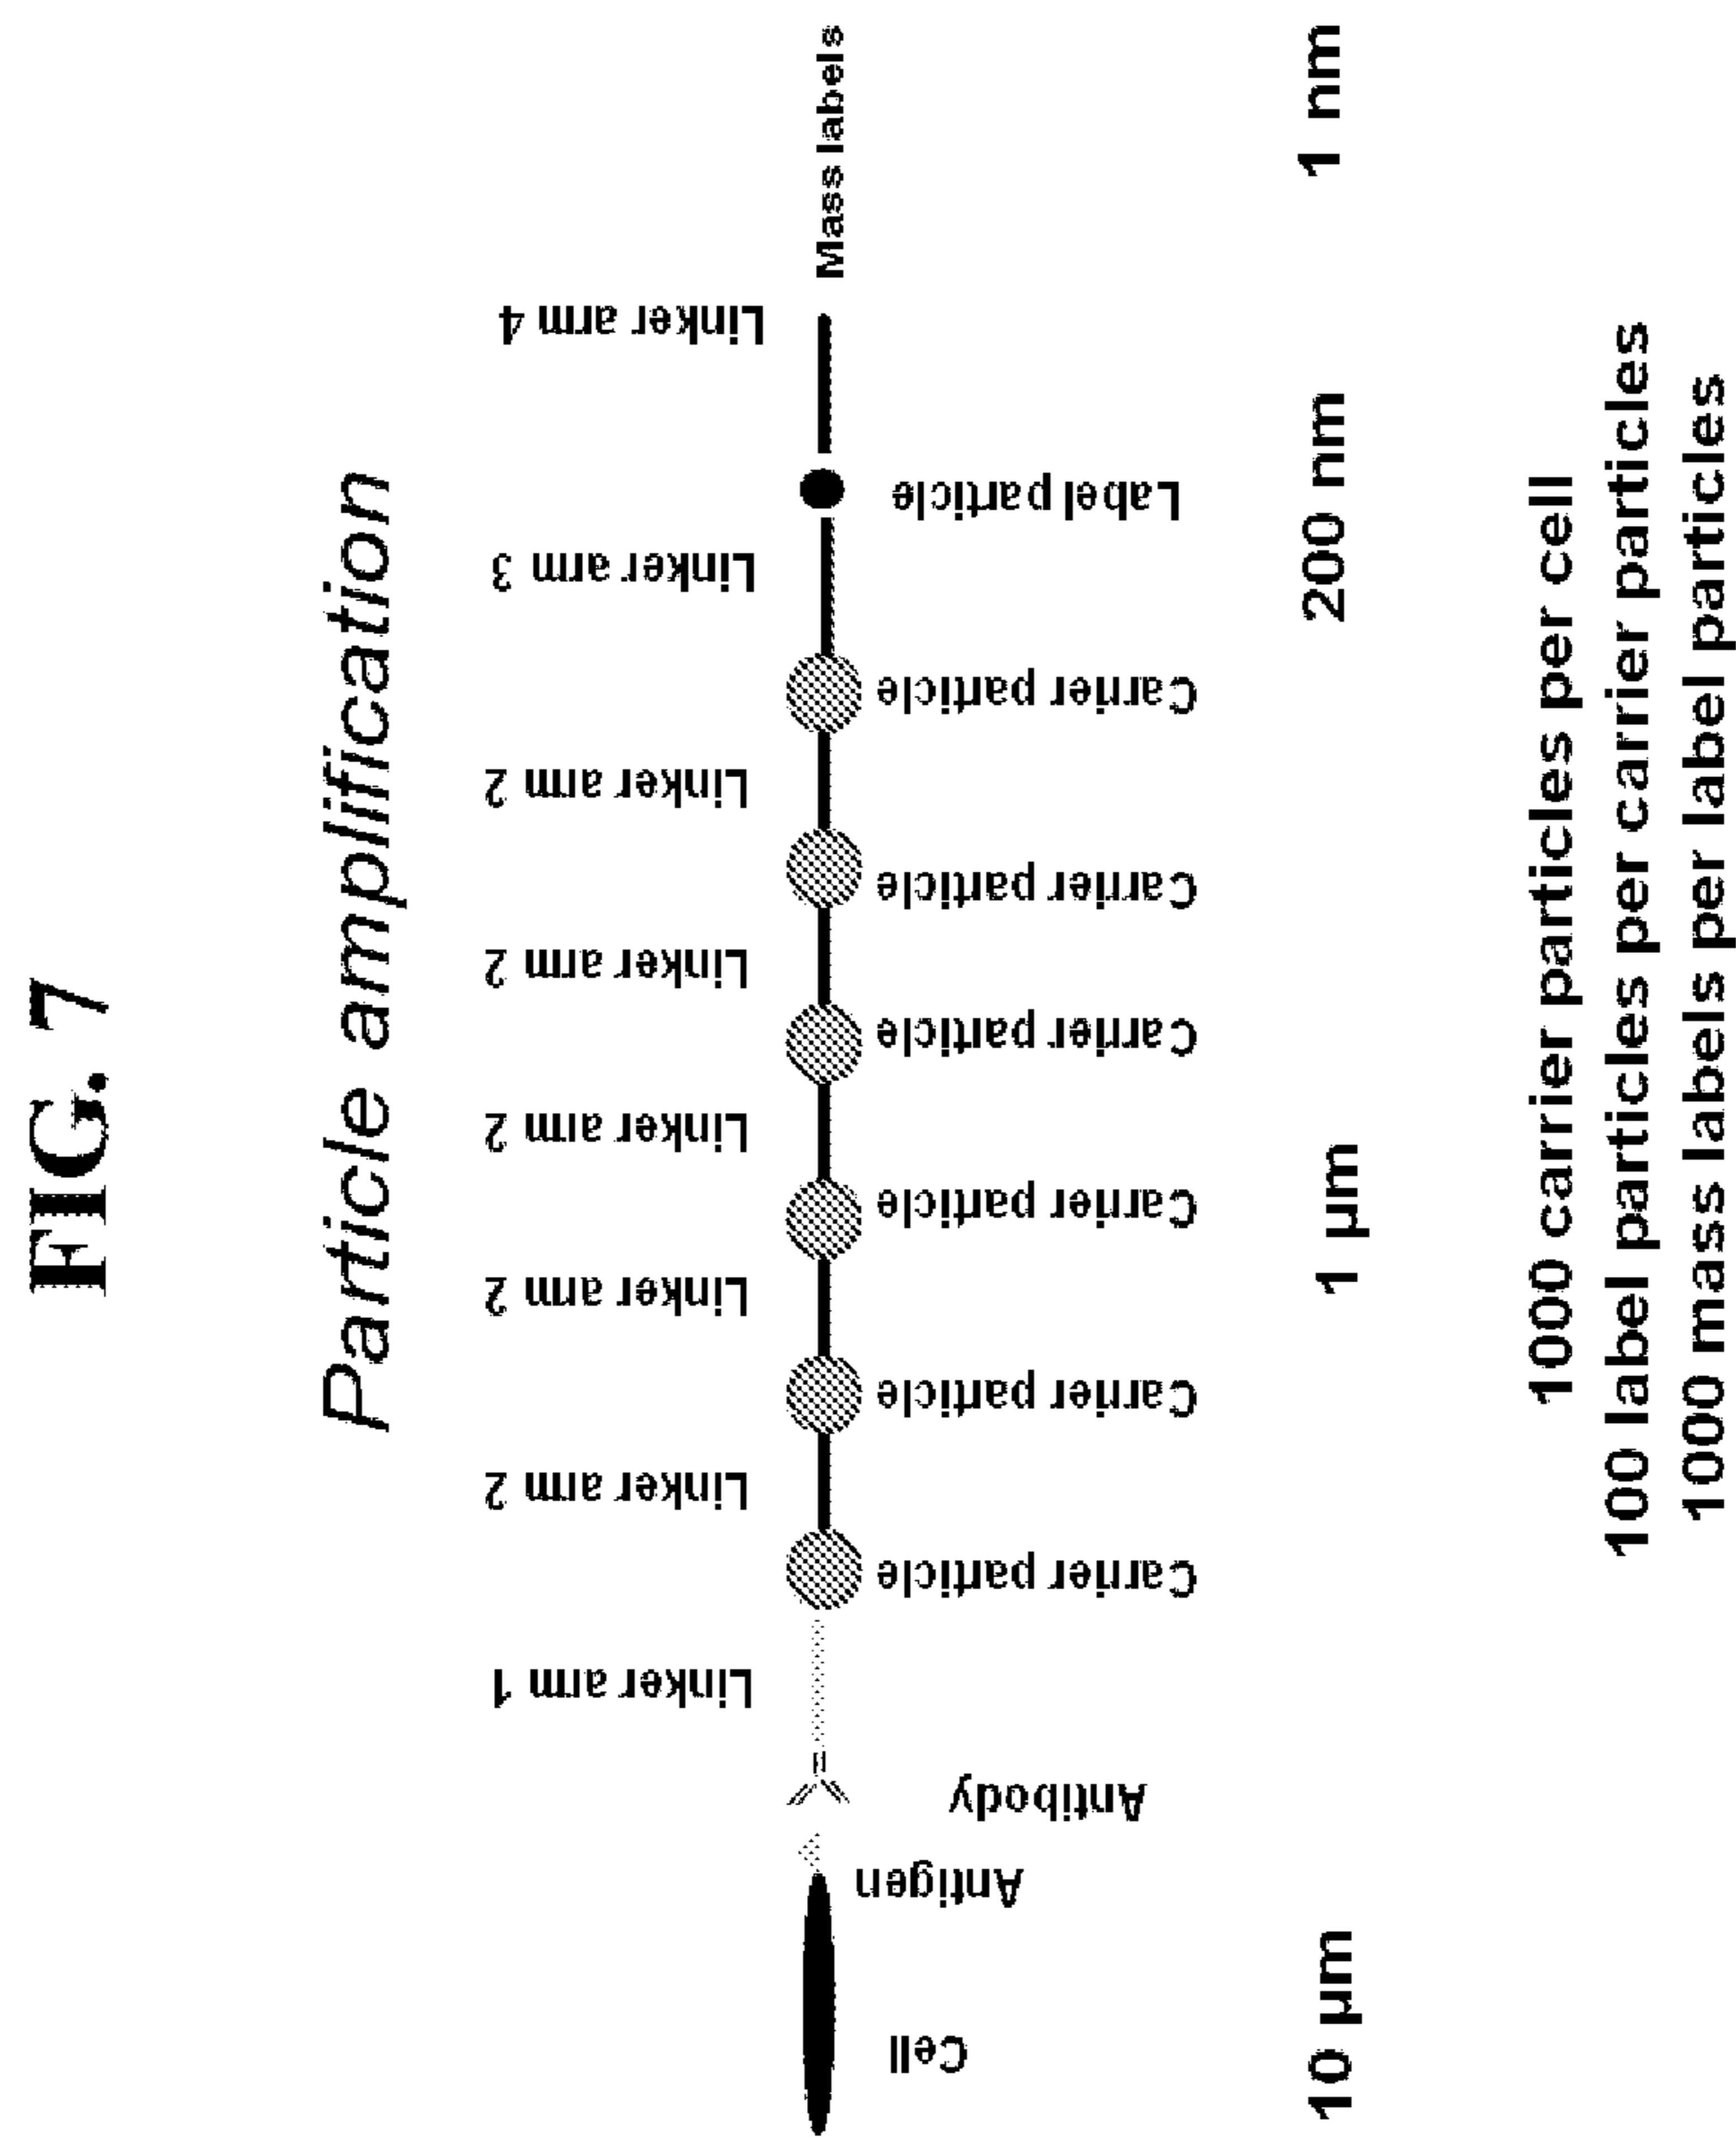 FIG. 7
Particle amplification
Linker arm 1
Linker arm 2
Linker arm 2
Linker arm 2
Linker arm 2
Linker arm 2
Linker arm 3
Linker arm 4
Mass labels
Cell
Antigen
Antibody
Carrier particle
Carrier particle
Carrier particle
Carrier particle
Carrier particle
Carrier particle
Label particle
10 µm
1 µm
200 nm
1 nm
1000 carrier particles per cell
100 label particles per carrier particles
1000 mass labels per label particles